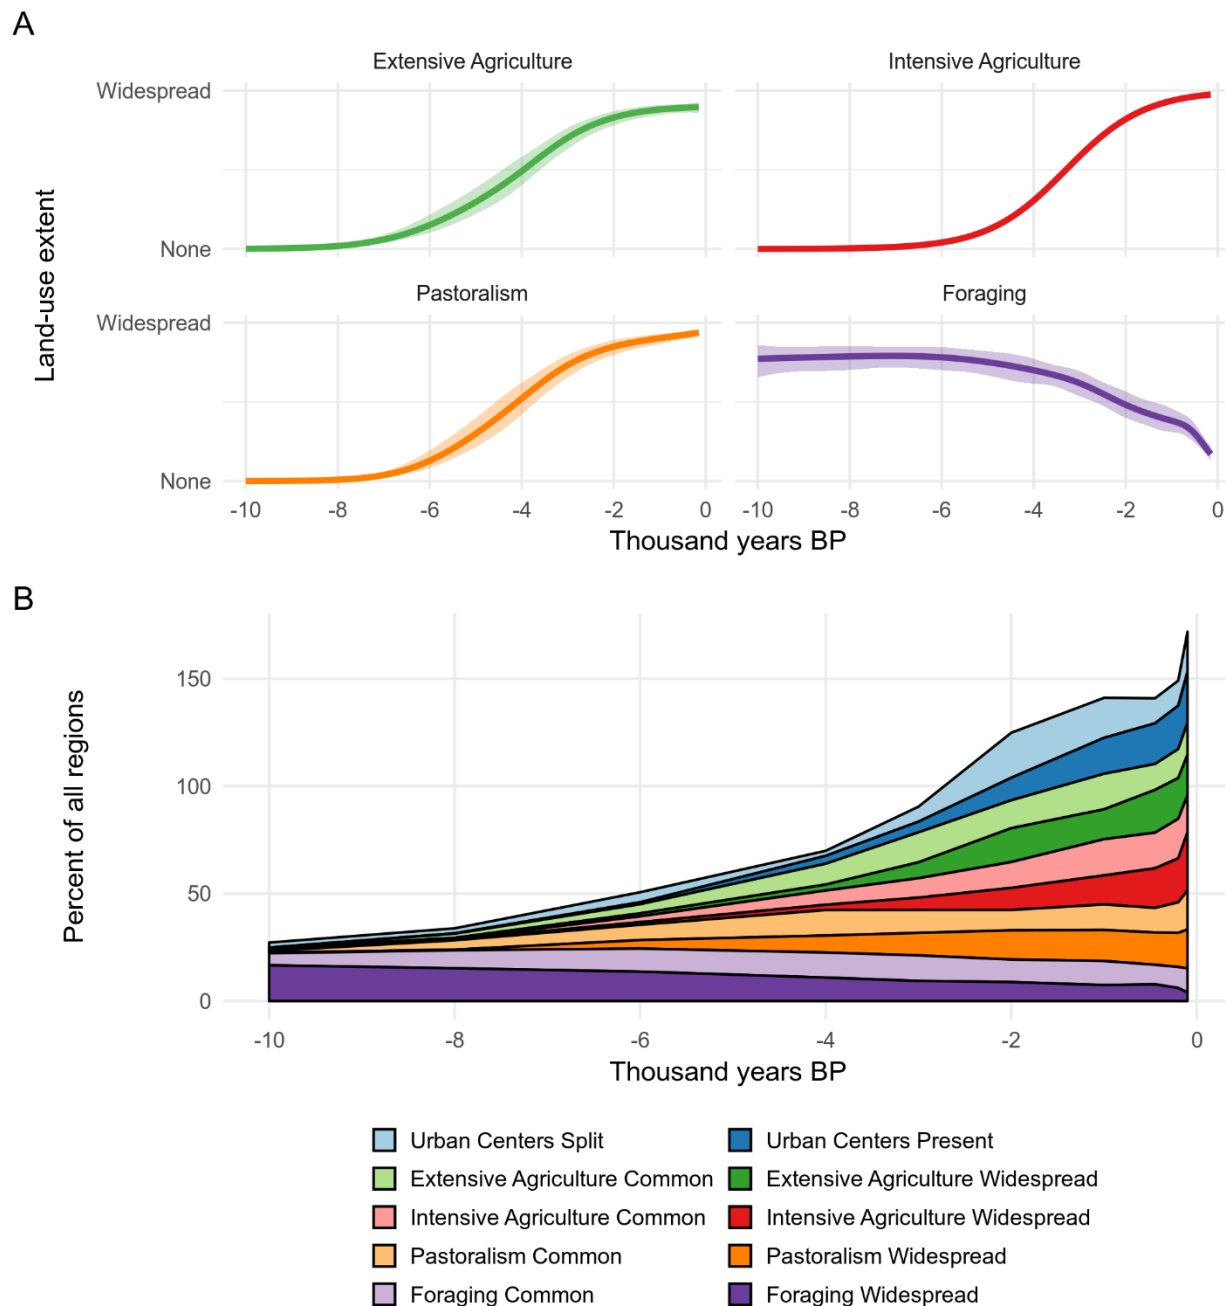 A
Extensive Agriculture
Intensive Agriculture
Widespread
None
Land-use extent
Pastoralism
Foraging
Widespread
None
-10 -8 -6 -4 -2 0
-10 -8 -6 -4 -2 0
Thousand years BP
B
Percent of all regions
150
100
50
0
-10 -8 -6 -4 -2 0
Thousand years BP
Urban Centers Split
Urban Centers Present
Extensive Agriculture Common
Extensive Agriculture Widespread
Intensive Agriculture Common
Intensive Agriculture Widespread
Pastoralism Common
Pastoralism Widespread
Foraging Common
Foraging Widespread